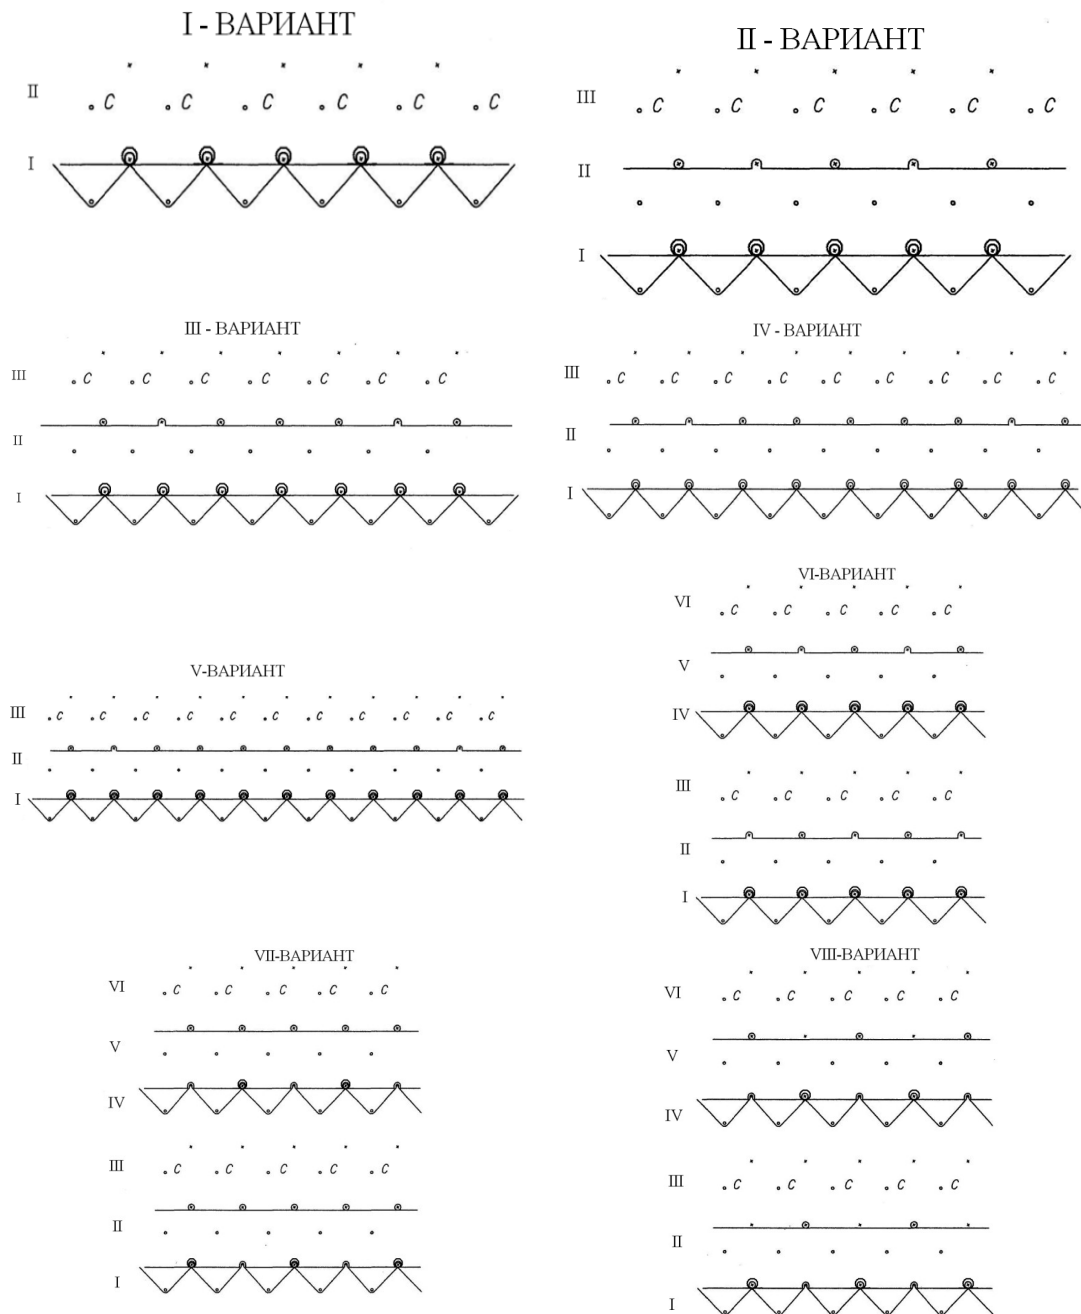 I - ВАРИАНТ
II C C C C C C
I
II - ВАРИАНТ
III C C C C C C
II
I
III - ВАРИАНТ
III C C C C C C C
II
I
IV - ВАРИАНТ
III C C C C C C C C C
II
I
V-ВАРИАНТ
III C C C C C C C C C C C
II
I
VI-ВАРИАНТ
VI C C C C C
V
IV
III C C C C C
II
I
VII-ВАРИАНТ
VI C C C C C
V
IV
III C C C C C
II
I
VIII-ВАРИАНТ
VI C C C C C
V
IV
III C C C C C
II
I